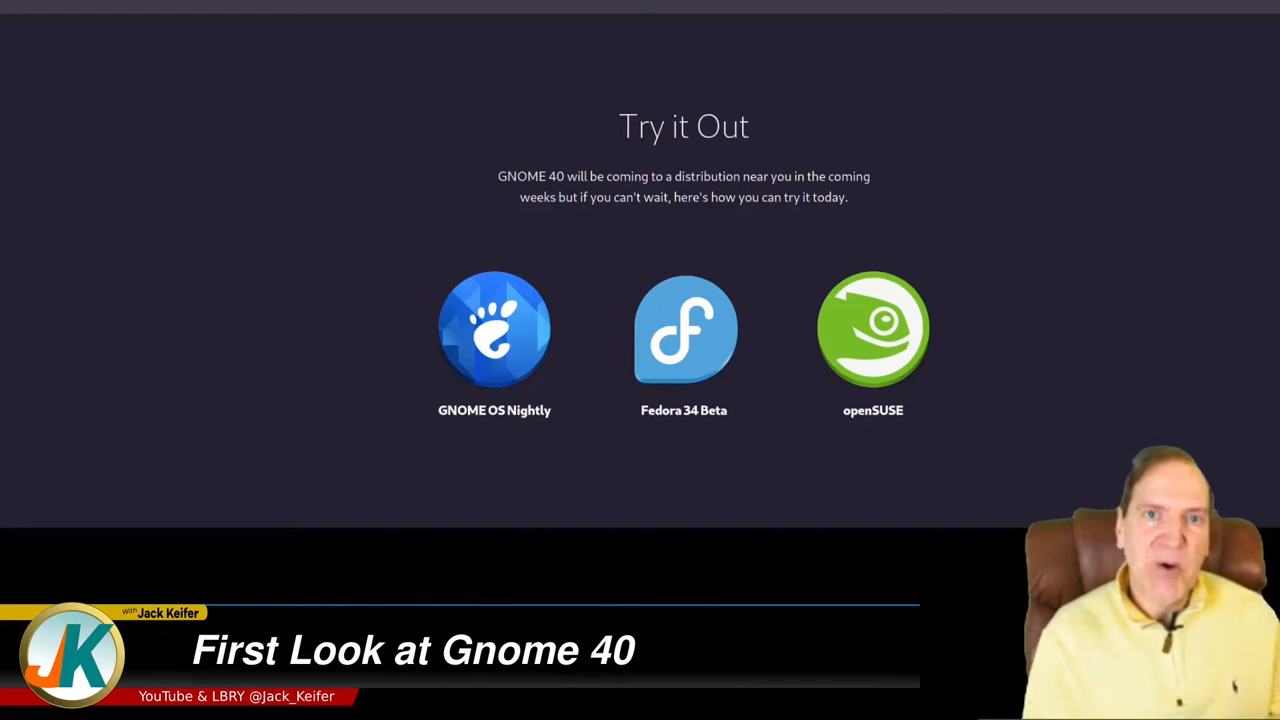 Try it Out
GNOME 40 will be coming to a distribution near you in the coming
weeks but if you can't wait, here's how you can try it today.
GNOME OS Nightly
Fedora 34 Beta
openSUSE
With Jack Keifer
JK
First Look at Gnome 40
YouTube & LBRY @Jack_Keifer